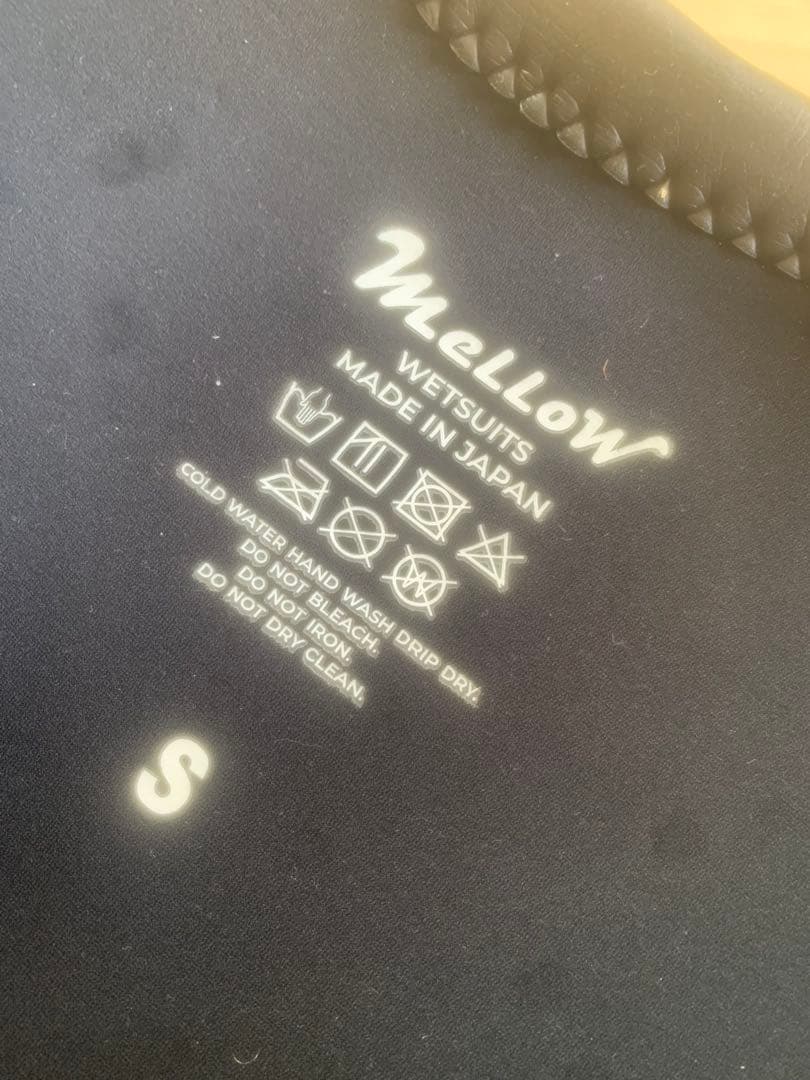 mellow
WETSUITS
MADE IN JAPAN
W
COLD WATER HAND WASH DRIP DRY.
DO NOT BLEACH.
DO NOT IRON.
DO NOT DRY CLEAN.
S